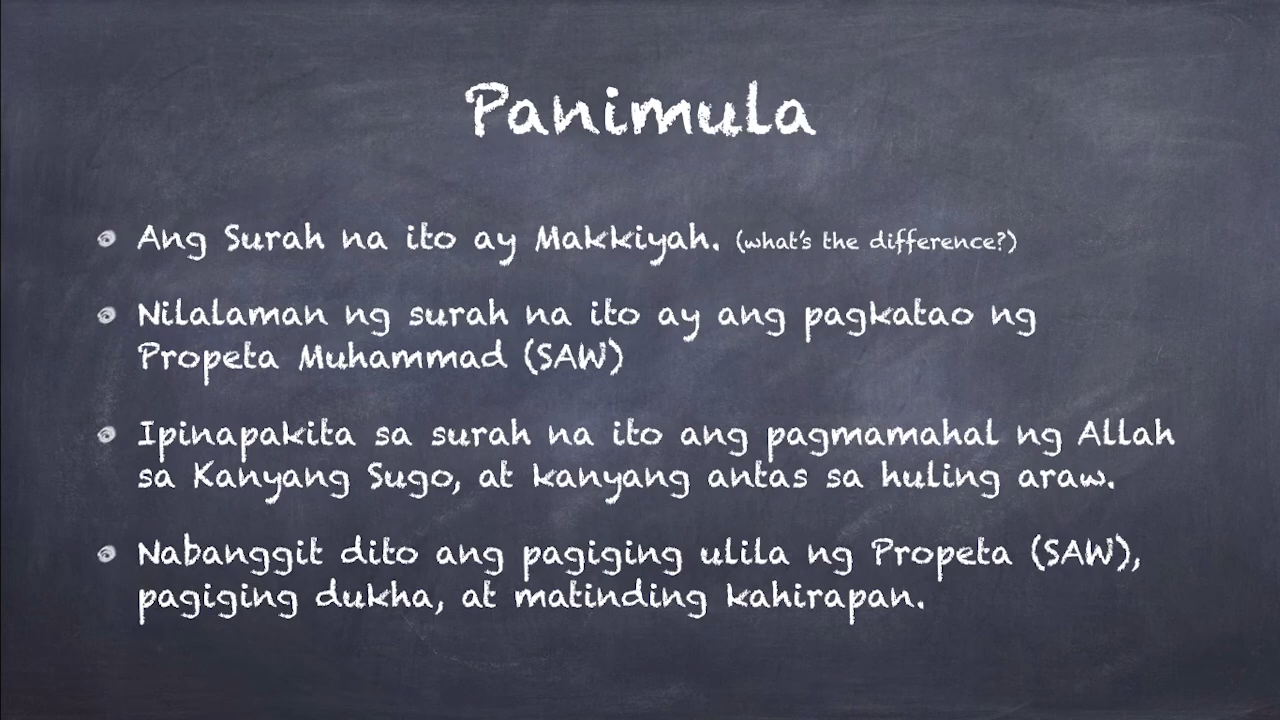 Panimula
Ang Surah na ito ay Makkiyah. (what's the difference?)
Nilalaman ng surah na ito ay ang pagkatao ng
Propeta Muhammad (SAW)
Ipinapakita sa surah na ito ang pagmamahal ng Allah
sa Kanyang Sugo, at kanyang antas sa huling araw.
Nabanggit dito ang pagiging ulila ng Propeta (SAW),
pagiging dukha, at matinding kahirapan.